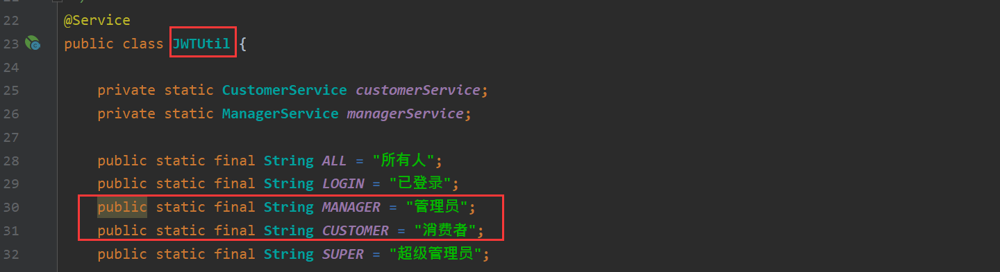 22 @Service
23 public class JWTUtil {
24
25 private static CustomerService customerService;
26 private static ManagerService managerService;
27
28 public static final String ALL = "所有人";
29 public static final String LOGIN = "已登录";
30 public static final String MANAGER = "管理员";
31 public static final String CUSTOMER = "消费者";
32 public static final String SUPER = "超级管理员";